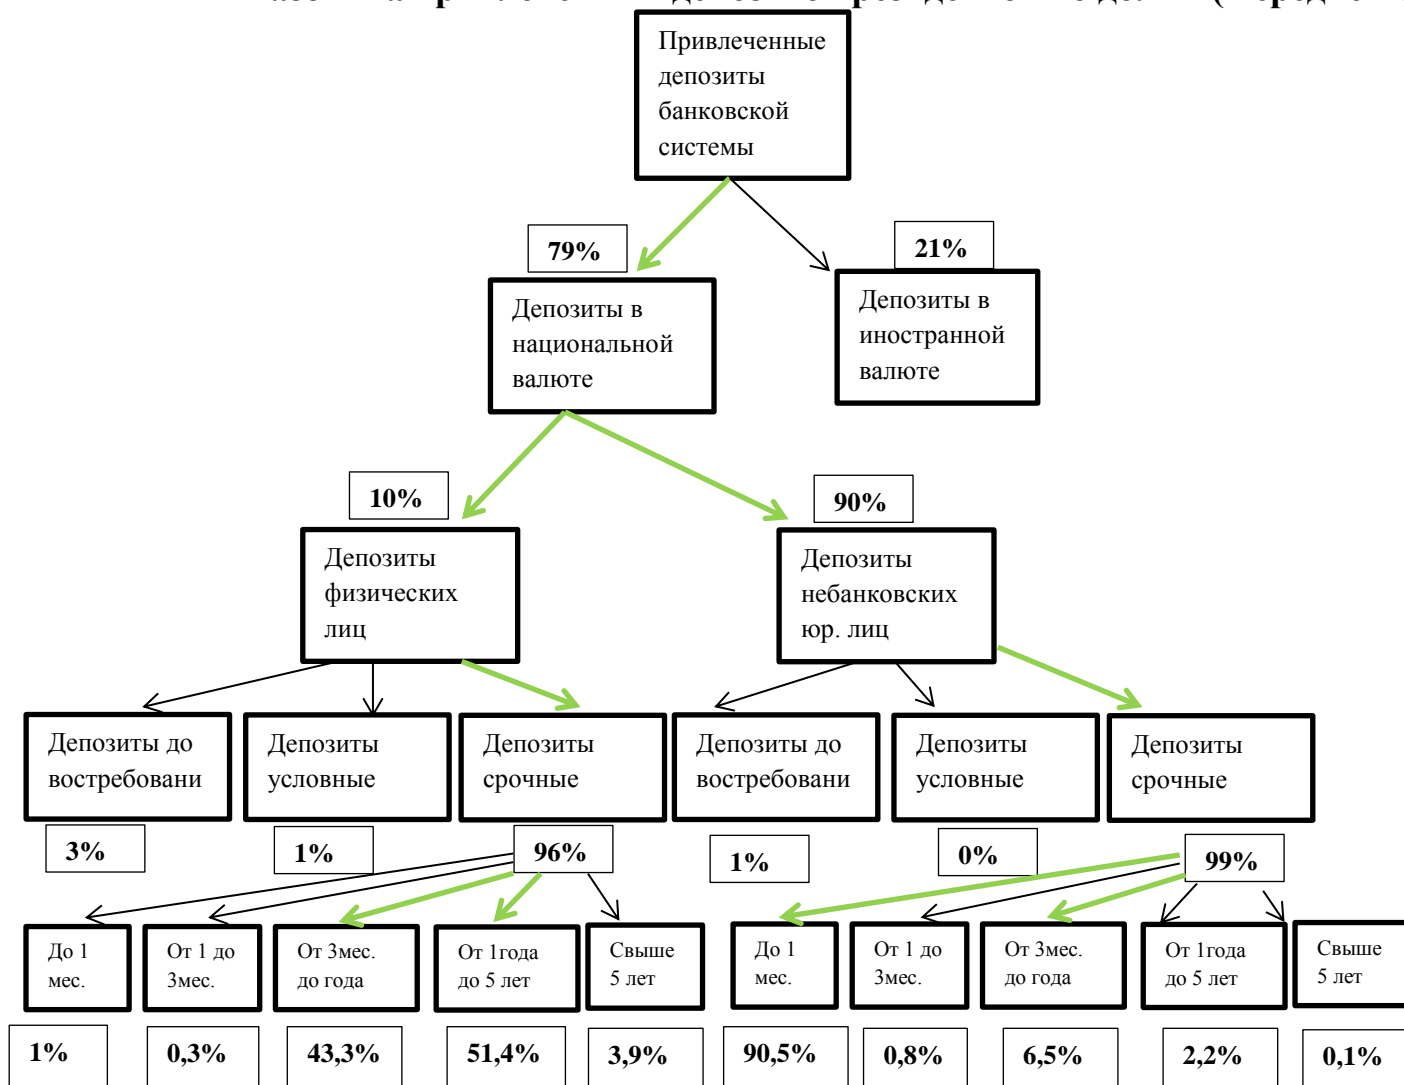 Привлеченные
депозиты
банковской
системы
79%
21%
Депозиты в
национальной
валюте
Депозиты в
иностранной
валюте
10%
90%
Депозиты
физических
лиц
Депозиты
небанковских
юр. лиц
Депозиты до
востребовани
Депозиты
условные
Депозиты
срочные
Депозиты до
востребовани
Депозиты
условные
Депозиты
срочные
3%
1%
96%
1%
0%
99%
До 1
мес.
От 1 до
3мес.
От 3мес.
до года
От 1года
до 5 лет
Свыше
5 лет
До 1
мес.
От 1 до
3мес.
От 3мес.
до года
От 1года
до 5 лет
Свыше
5 лет
1%
0,3%
43,3%
51,4%
3,9%
90,5%
0,8%
6,5%
2,2%
0,1%